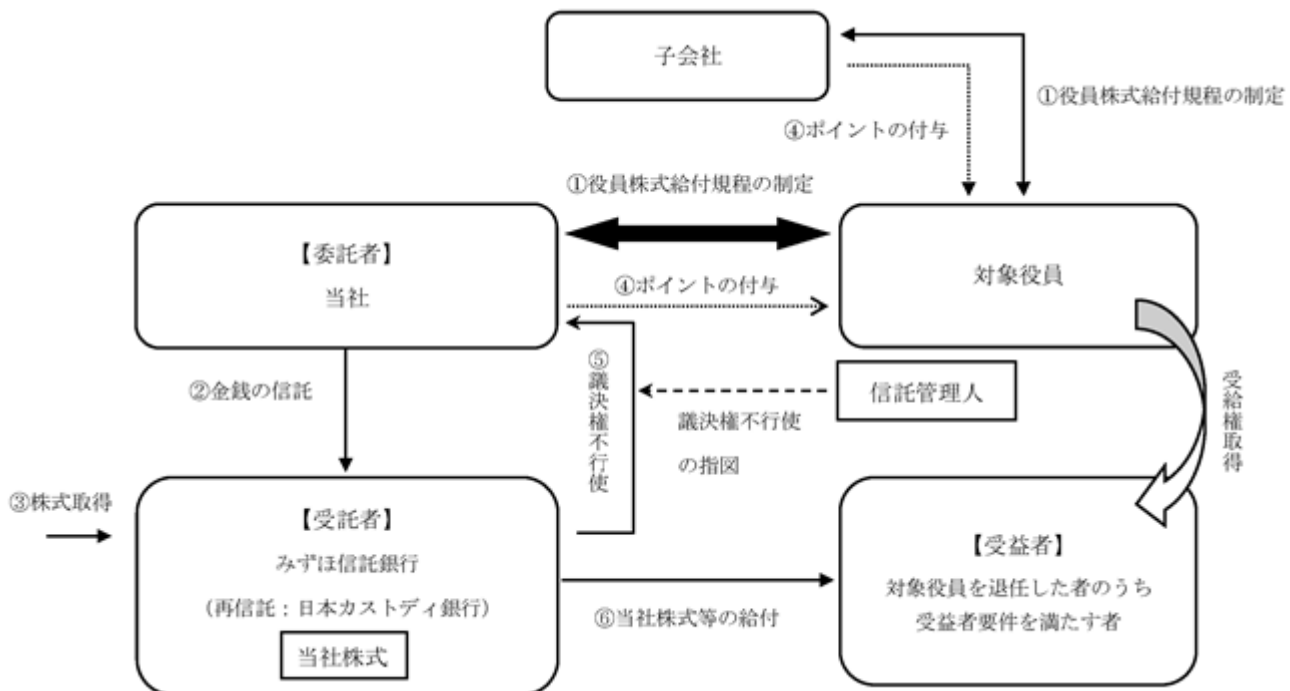 子会社
①役員株式給付規程の制定
④ポイントの付与
①役員株式給付規程の制定
【委託者】
当社
④ポイントの付与
対象役員
②金銭の信託
⑤議決権不行使
議決権不行使
の指図
信託管理人
受給権取得
③株式取得
【受託者】
みずほ信託銀行
(再信託:日本カストディ銀行)
当社株式
⑥当社株式等の給付
【受益者】
対象役員を退任した者のうち
受益者要件を満たす者